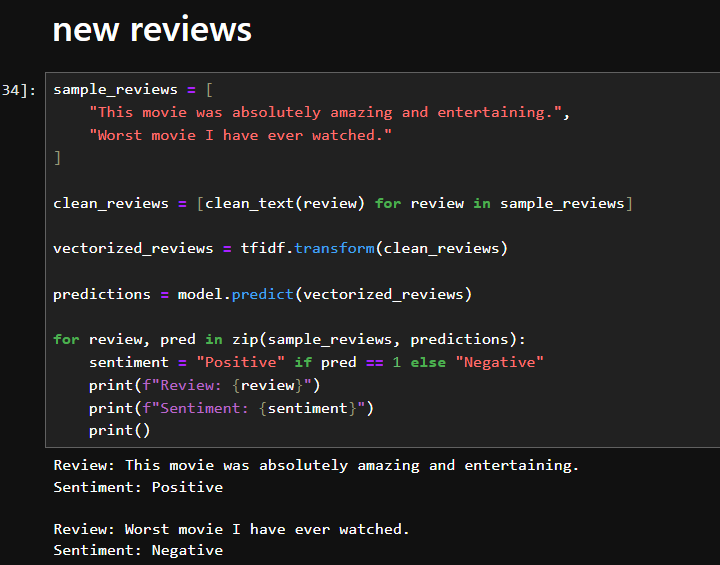 new reviews
34]:
sample_reviews = [
    "This movie was absolutely amazing and entertaining.",
    "Worst movie I have ever watched."
]
clean_reviews = [clean_text(review) for review in sample_reviews]
vectorized_reviews = tfidf.transform(clean_reviews)
predictions = model.predict(vectorized_reviews)
for review, pred in zip(sample_reviews, predictions):
    sentiment = "Positive" if pred == 1 else "Negative"
    print(f"Review: {review}")
    print(f"Sentiment: {sentiment}")
    print()
Review: This movie was absolutely amazing and entertaining.
Sentiment: Positive
Review: Worst movie I have ever watched.
Sentiment: Negative